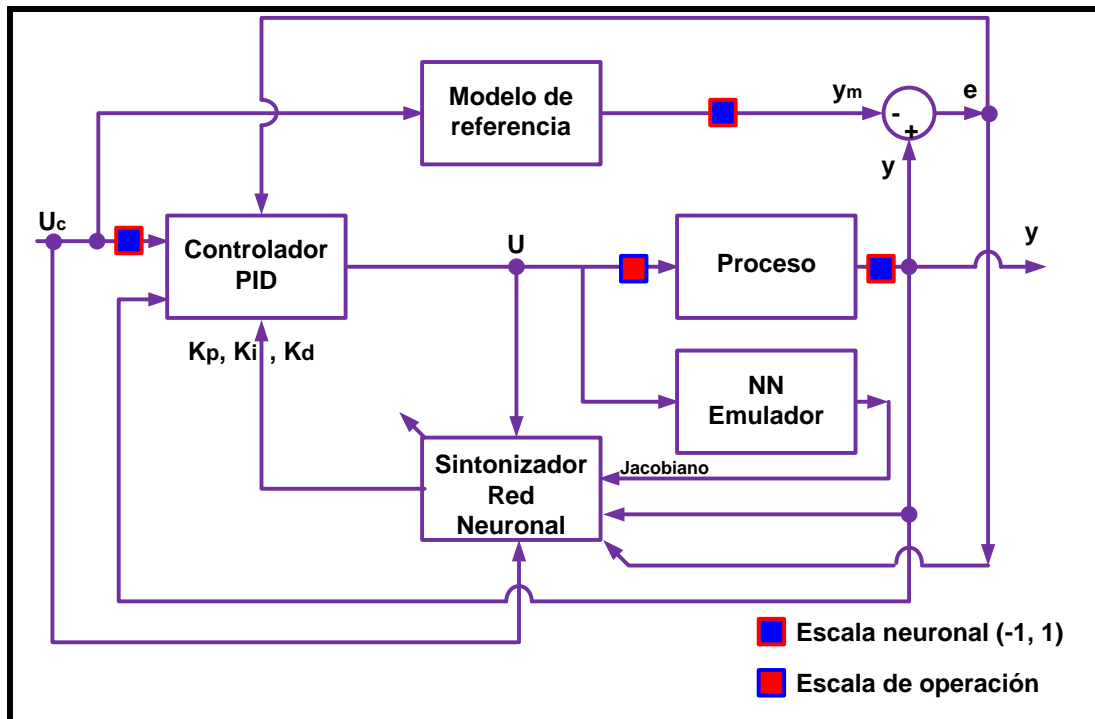 Modelo de
referencia
ym
e
-
+
y
Uc
Controlador
PID
U
Proceso
y
Kp, Ki , Kd
NN
Emulador
Sintonizador
Red
Neuronal
Jacobiano
Escala neuronal (-1, 1)
Escala de operación